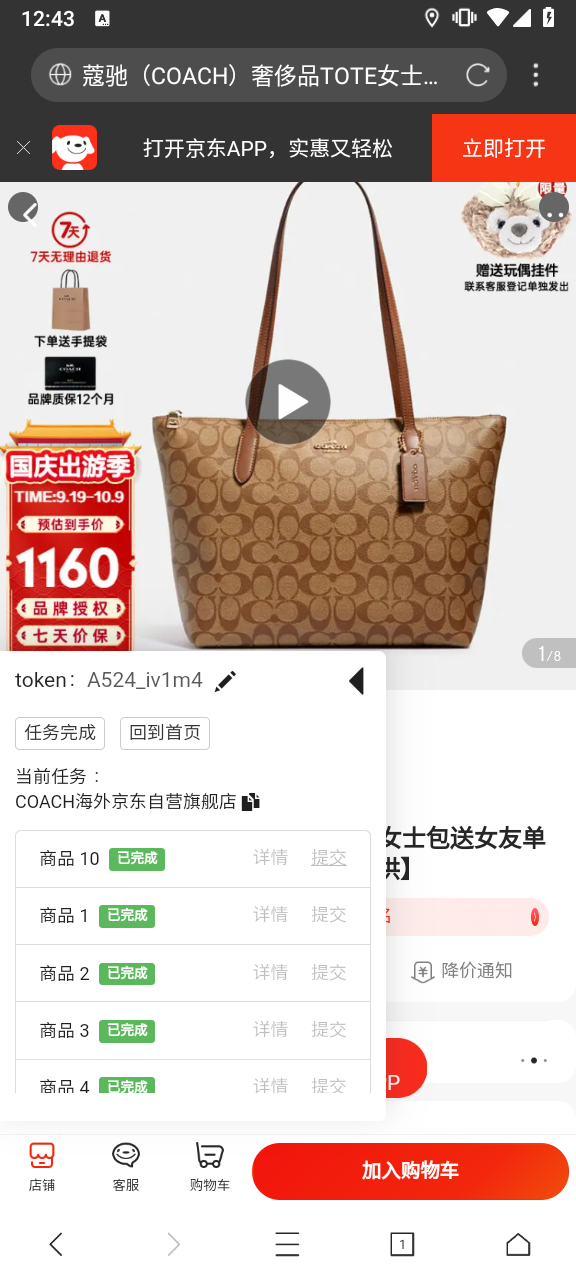 12:43
A
蔻驰（COACH）奢侈品TOTE女士...
打开京东APP，实惠又轻松
立即打开
限量
7天
7天无理由退货
赠送玩偶挂件
联系客服登记单独发出
下单送手提袋
COACH
品牌质保12个月
国庆出游季
TIME:9.19-10.9
预估到手价
1160
品牌授权
七天价保
1/8
token： A524_iv1m4
任务完成
回到首页
当前任务：
COACH海外京东自营旗舰店
商品 10 已完成 详情 提交
商品 1 已完成 详情 提交
商品 2 已完成 详情 提交
商品 3 已完成 详情 提交
商品 4 已完成 详情 提交
女士包送女友单
供】
名
降价通知
P
店铺
客服
购物车
加入购物车
1